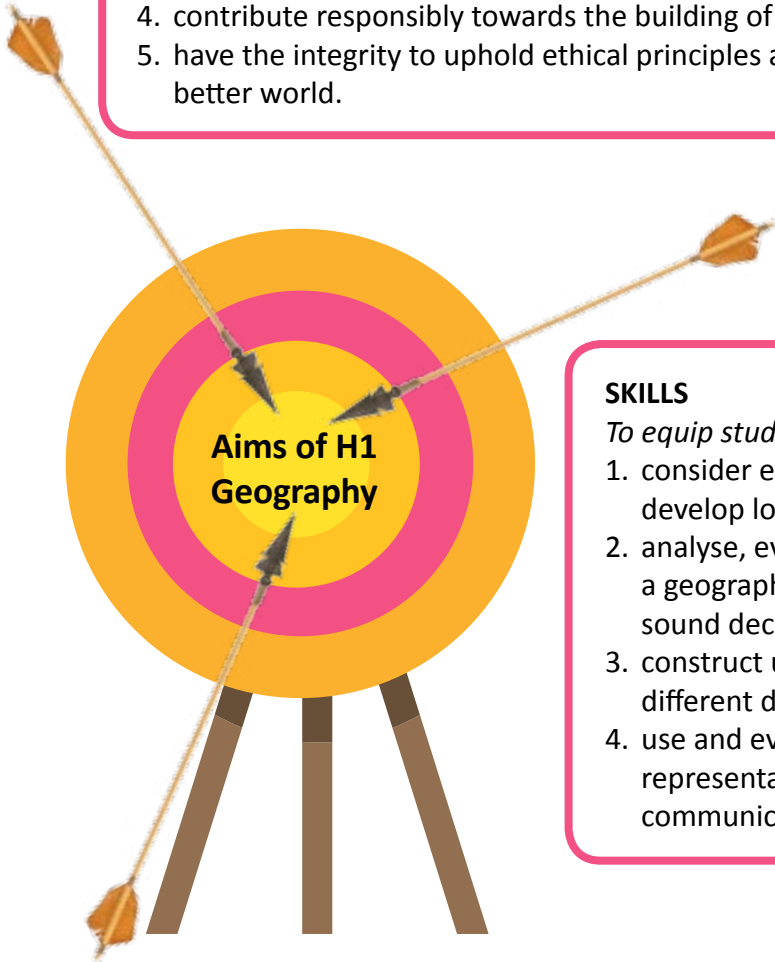 4. contribute responsibly towards the building of
5. have the integrity to uphold ethical principles a
better world.
Aims of H1
Geography
SKILLS
To equip stud
1. consider e
develop lo
2. analyse, ev
a geograph
sound dec
3. construct u
different d
4. use and ev
representa
communic